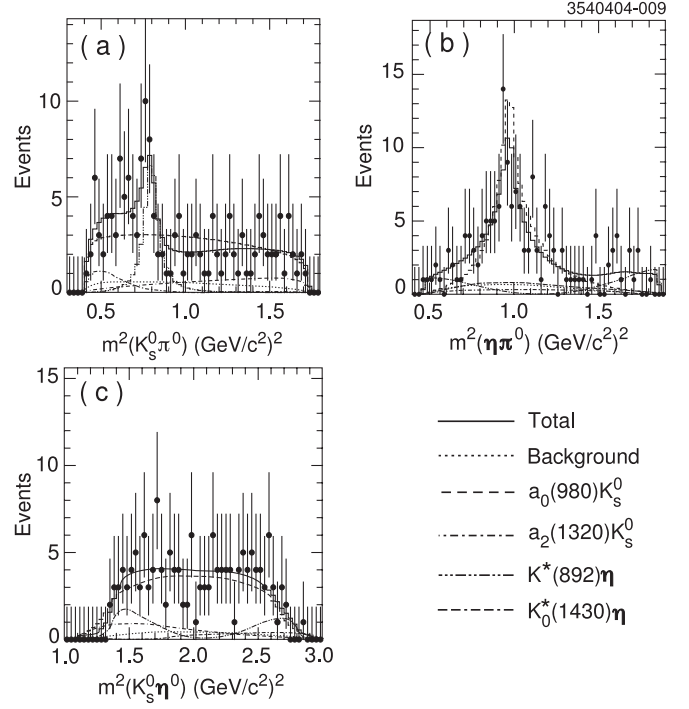 3540404-009
( a )
Events
10
5
0
0.5
1.0
1.5
m²(K⁰ₛπ⁰) (GeV/c²)²
( b )
Events
15
10
5
0
0.5
1.0
1.5
m²(ηπ⁰) (GeV/c²)²
( c )
Events
15
10
5
0
1.0
1.5
2.0
2.5
3.0
m²(K⁰ₛη⁰) (GeV/c²)²
Total
Background
a₀(980)K⁰ₛ
a₂(1320)K⁰ₛ
K*(892)η
K*₀(1430)η